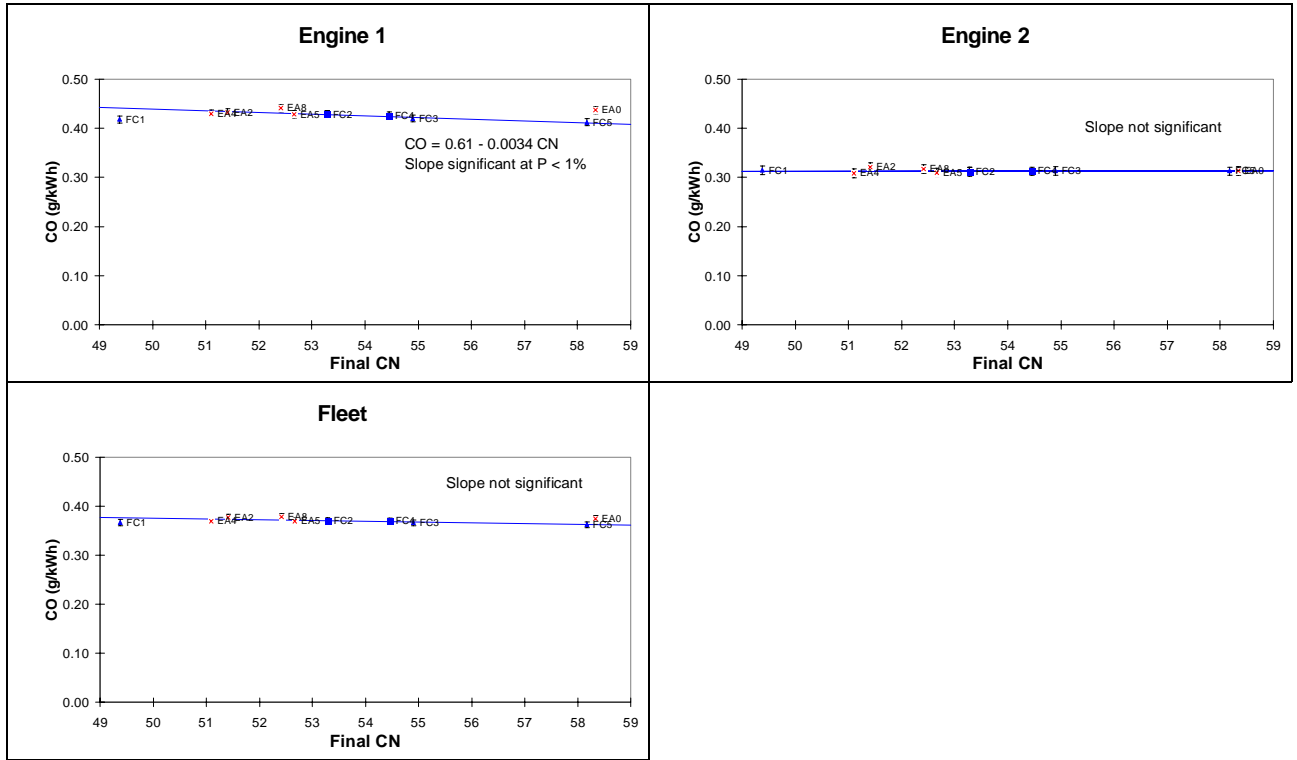 Engine 1
0.50
0.40
0.30
0.20
0.10
0.00
CO (g/kWh)
FC1
EA4
EA2
EA8
EA5
FC2
FC4
FC3
FC5
EA0
CO = 0.61 - 0.0034 CN
Slope significant at P < 1%
49 50 51 52 53 54 55 56 57 58 59
Final CN
Engine 2
0.50
0.40
0.30
0.20
0.10
0.00
CO (g/kWh)
Slope not significant
FC1
EA4
EA2
EA8
EA5
FC2
FC3
EA0
49 50 51 52 53 54 55 56 57 58 59
Final CN
Fleet
0.50
0.40
0.30
0.20
0.10
0.00
CO (g/kWh)
Slope not significant
FC1
EA4
EA2
EA8
EA5
FC2
FC4
FC3
FC5
EA0
49 50 51 52 53 54 55 56 57 58 59
Final CN